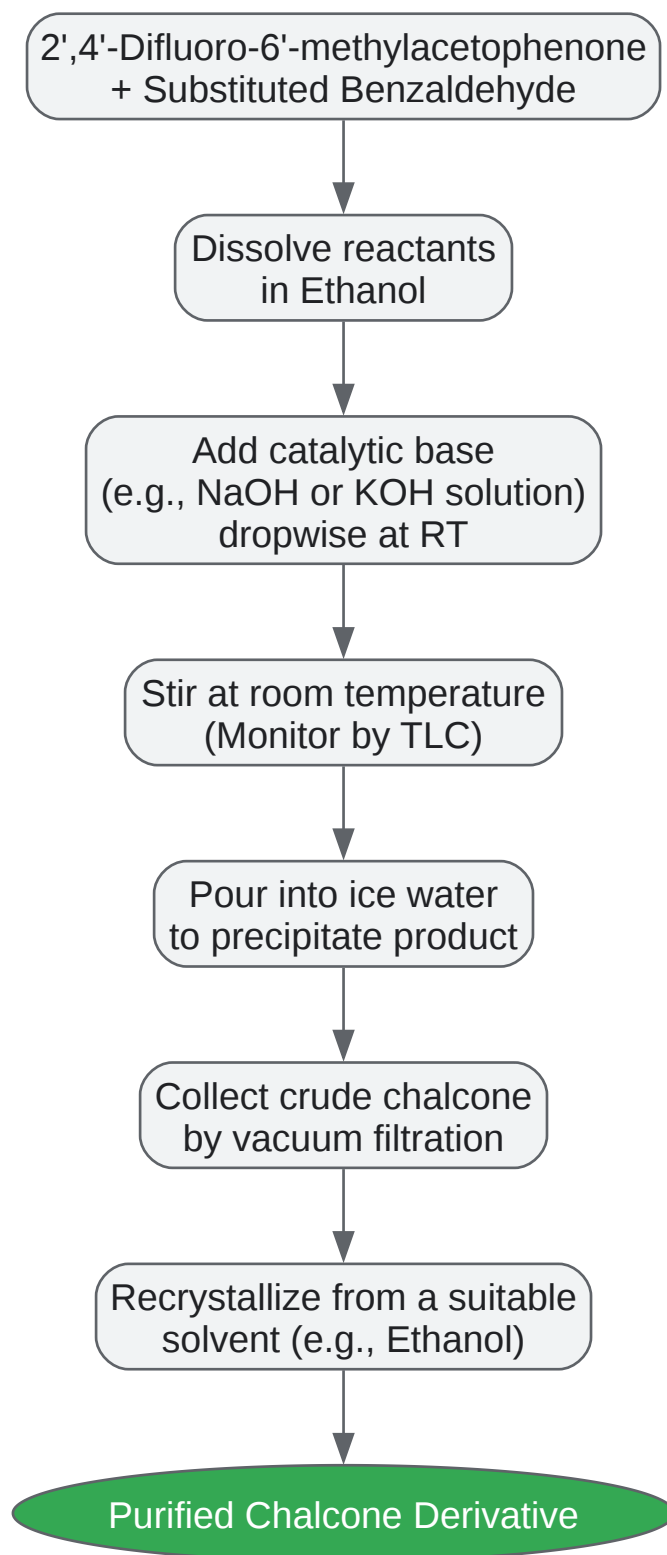 2',4'-Difluoro-6'-methylacetophenone
+ Substituted Benzaldehyde
Dissolve reactants
in Ethanol
Add catalytic base
(e.g., NaOH or KOH solution)
dropwise at RT
Stir at room temperature
(Monitor by TLC)
Pour into ice water
to precipitate product
Collect crude chalcone
by vacuum filtration
Recrystallize from a suitable
solvent (e.g., Ethanol)
Purified Chalcone Derivative